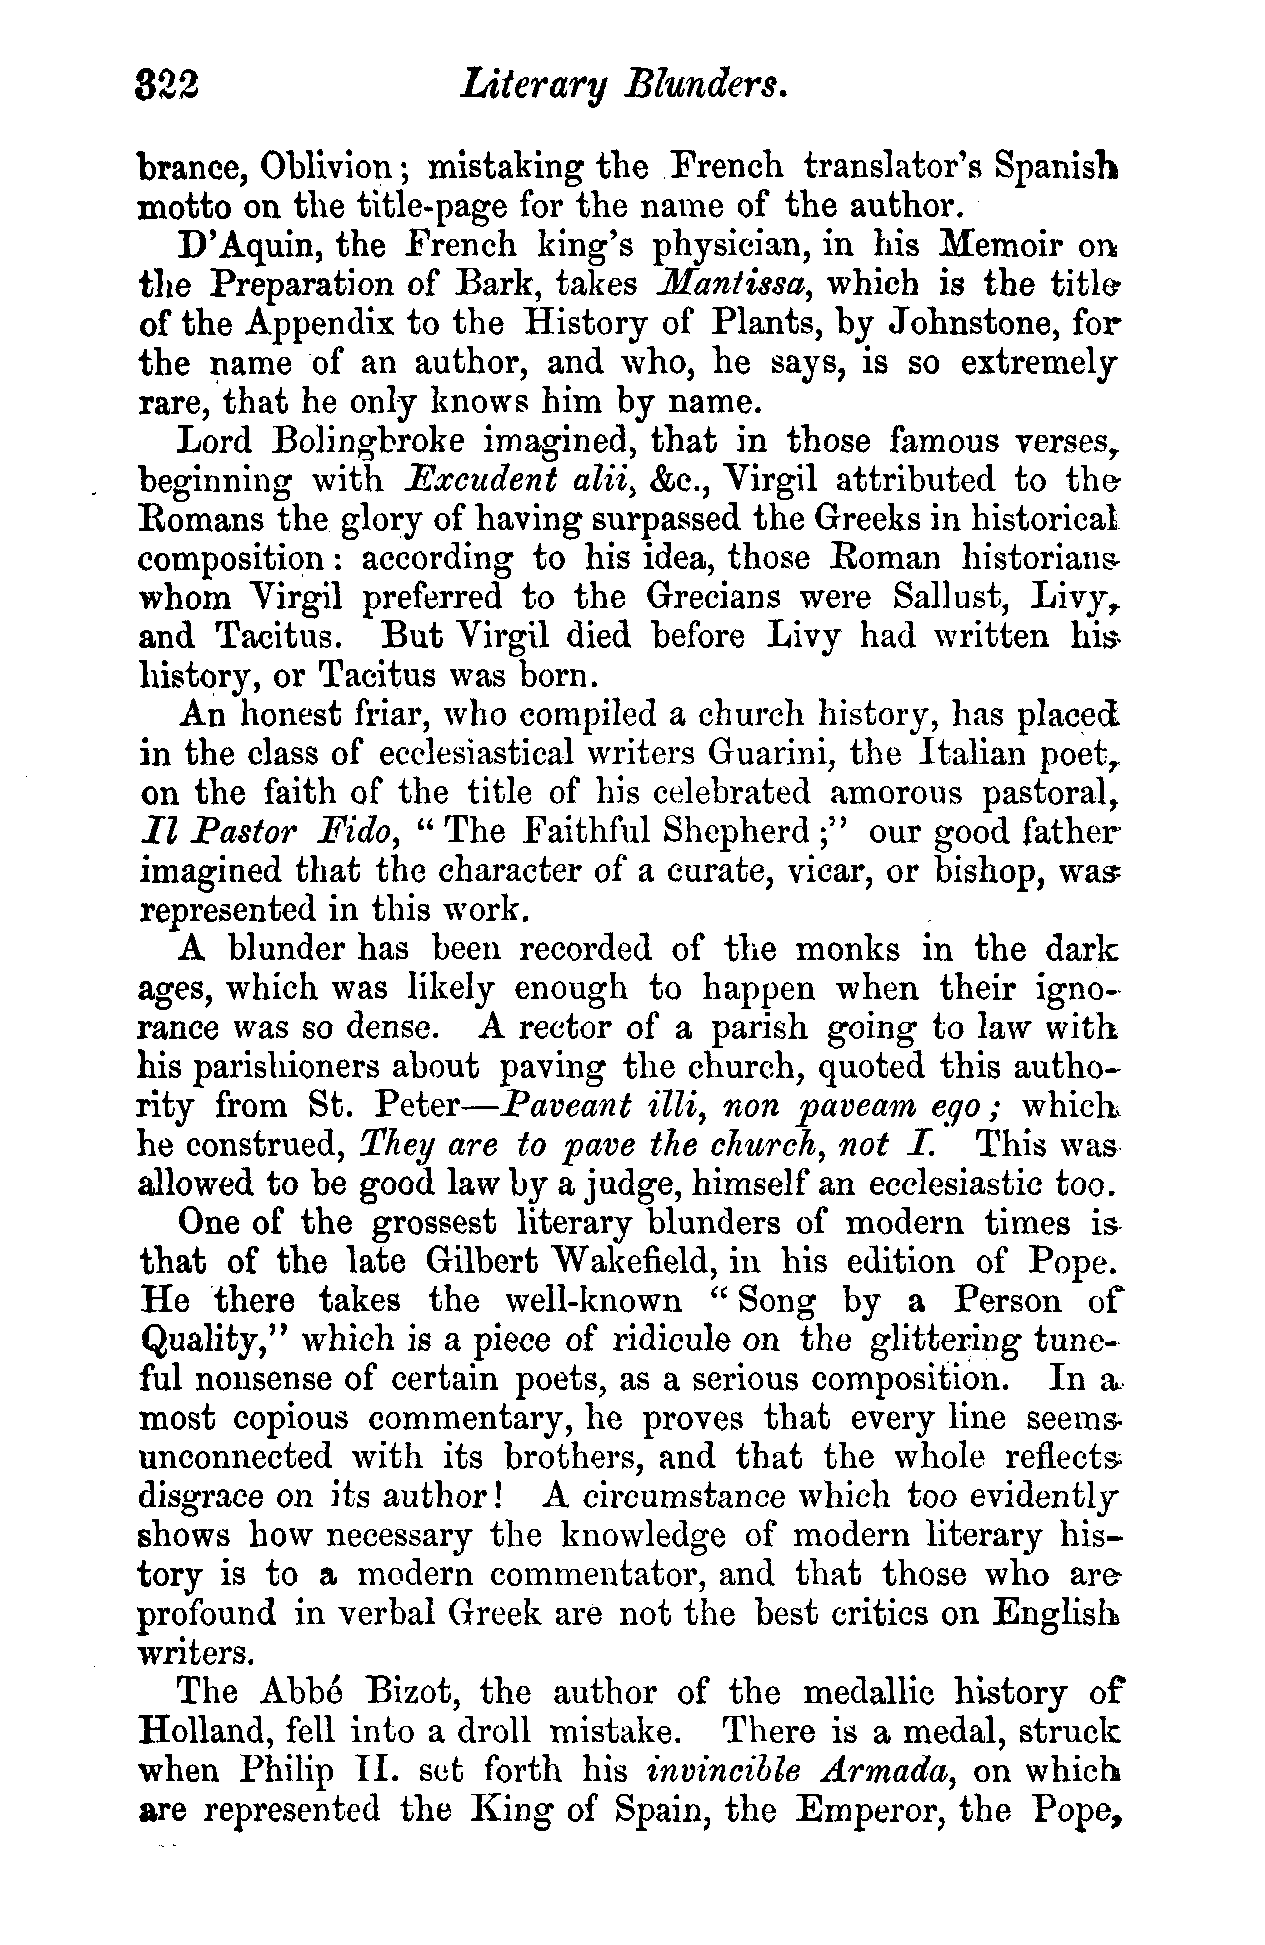 322 Literary Blunders.
brance, Oblivion; mistaking the French translator's Spanish
motto on the title-page for the name of the author.
D'Aquin, the French king's physician, in his Memoir on
the Preparation of Bark, takes Mantissa, which is the title
of the Appendix to the History of Plants, by Johnstone, for
the name of an author, and who, he says, is so extremely
rare, that he only knows him by name.
Lord Bolingbroke imagined, that in those famous verses,
beginning with Excudent alii, &c., Virgil attributed to the
Romans the glory of having surpassed the Greeks in historical
composition: according to his idea, those Roman historians
whom Virgil preferred to the Grecians were Sallust, Livy,
and Tacitus. But Virgil died before Livy had written his
history, or Tacitus was born.
An honest friar, who compiled a church history, has placed
in the class of ecclesiastical writers Guarini, the Italian poet,
on the faith of the title of his celebrated amorous pastoral,
Il Pastor Fido, "The Faithful Shepherd;" our good father
imagined that the character of a curate, vicar, or bishop, was
represented in this work.
A blunder has been recorded of the monks in the dark
ages, which was likely enough to happen when their igno-
rance was so dense. A rector of a parish going to law with
his parishioners about paving the church, quoted this autho-
rity from St. Peter—Paveant illi, non paveam ego; which
he construed, They are to pave the church, not I. This was
allowed to be good law by a judge, himself an ecclesiastic too.
One of the grossest literary blunders of modern times is
that of the late Gilbert Wakefield, in his edition of Pope.
He there takes the well-known "Song by a Person of
Quality," which is a piece of ridicule on the glittering tune-
ful nonsense of certain poets, as a serious composition. In a
most copious commentary, he proves that every line seems
unconnected with its brothers, and that the whole reflects
disgrace on its author! A circumstance which too evidently
shows how necessary the knowledge of modern literary his-
tory is to a modern commentator, and that those who are
profound in verbal Greek are not the best critics on English
writers.
The Abbé Bizot, the author of the medallic history of
Holland, fell into a droll mistake. There is a medal, struck
when Philip II. set forth his invincible Armada, on which
are represented the King of Spain, the Emperor, the Pope,